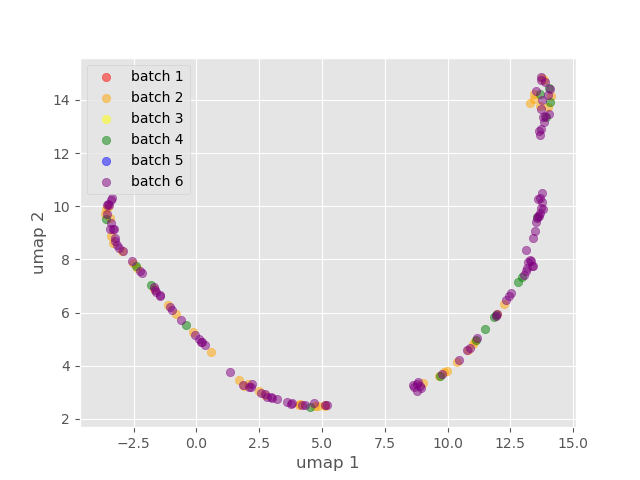 batch 1
batch 2
batch 3
batch 4
batch 5
batch 6
14
12
10
8
6
4
2
umap 2
−2.5 0.0 2.5 5.0 7.5 10.0 12.5 15.0
umap 1